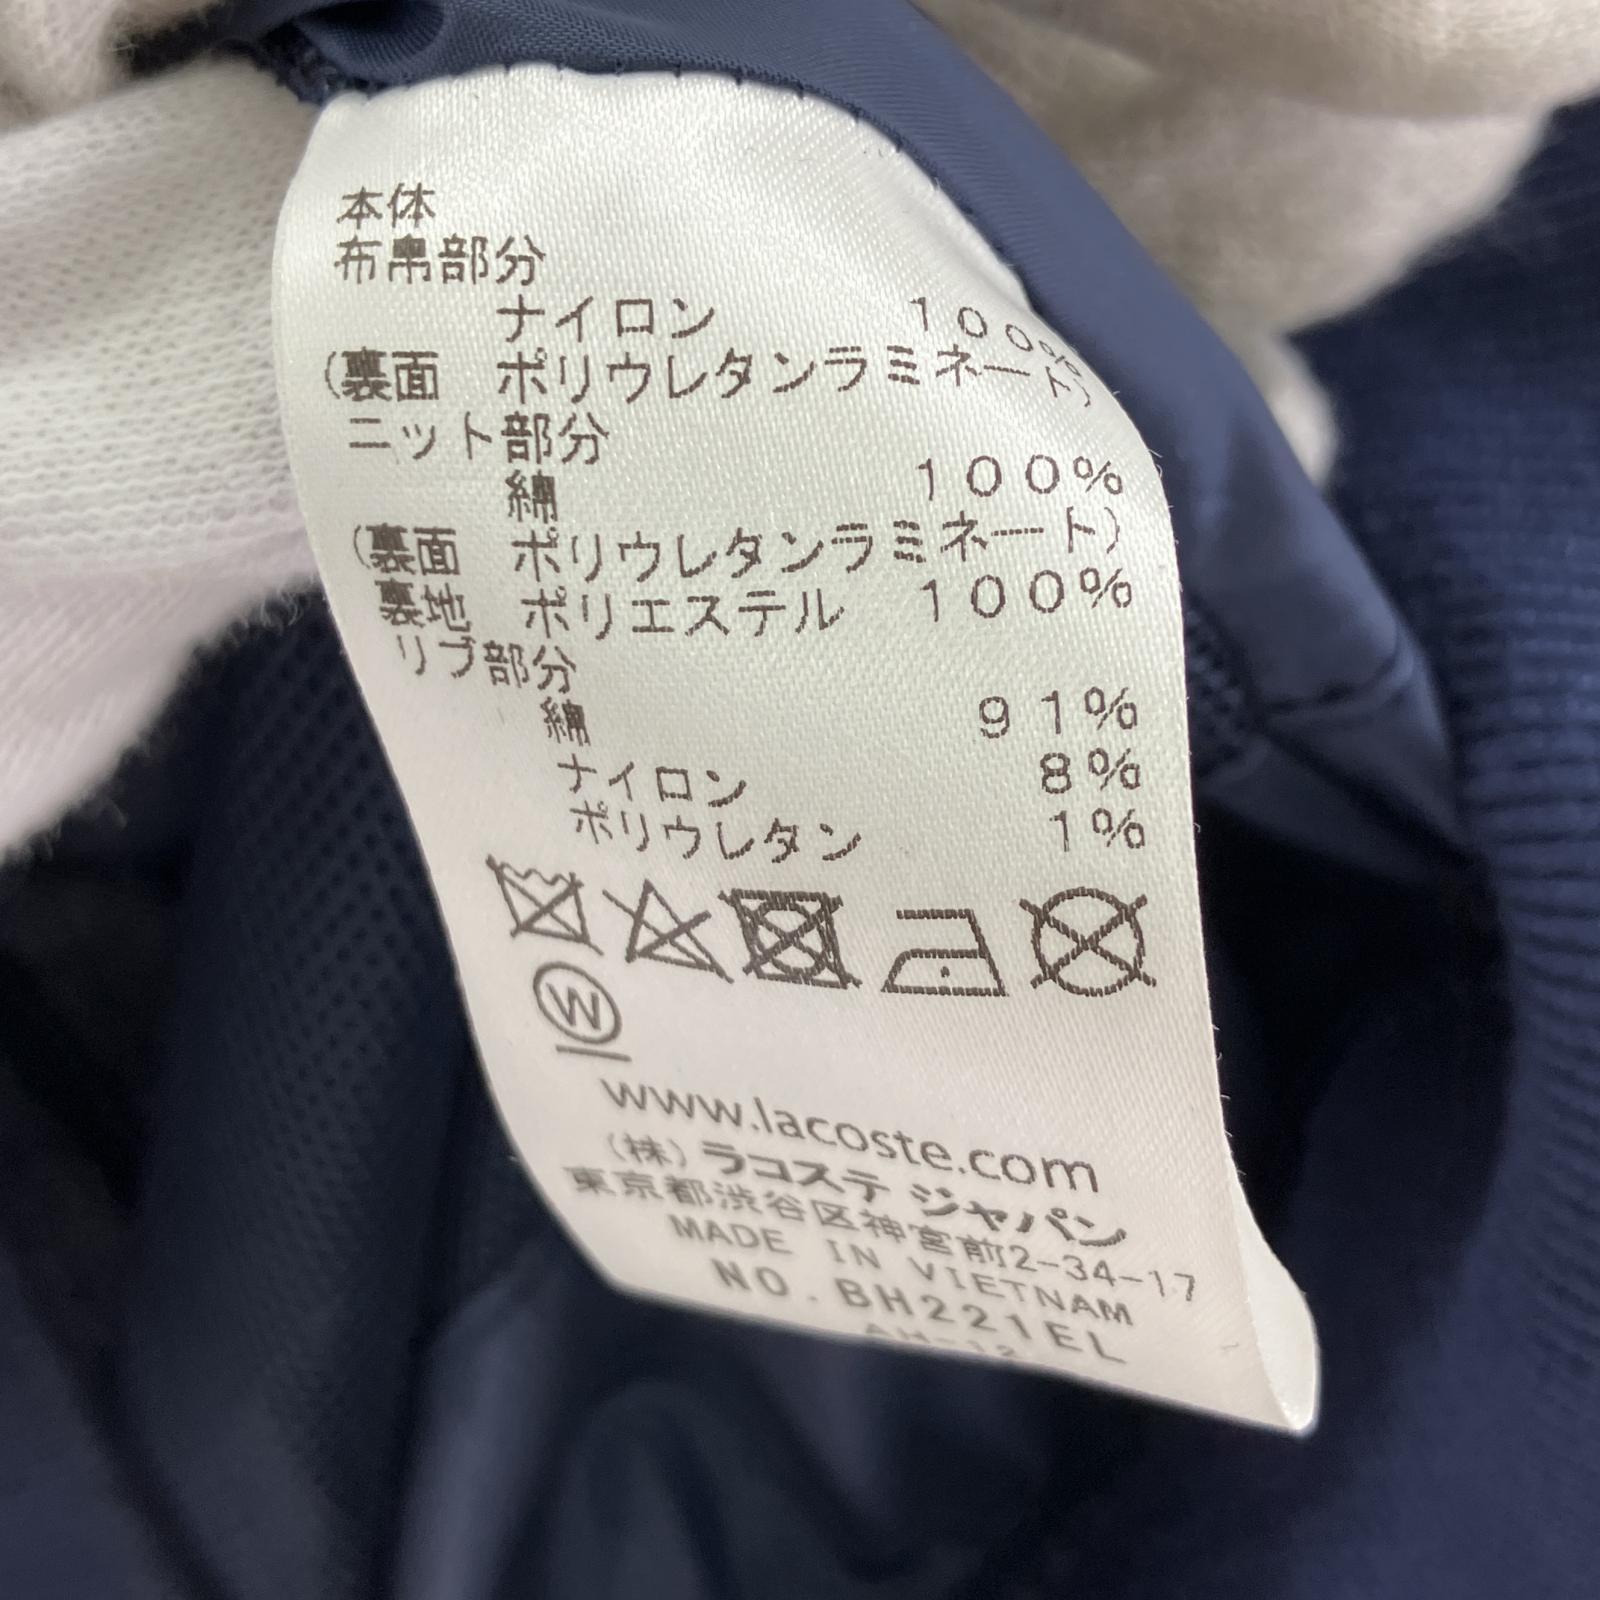 本体
布帛部分
ナイロン 100%
(裏面 ポリウレタンラミネート)
ニット部分
綿 100%
(裏面 ポリウレタンラミネート)
裏地 ポリエステル 100%
リブ部分
綿 91%
ナイロン 8%
ポリウレタン 1%
W
www.lacoste.com
(株)ラコステ ジャパン
東京都渋谷区神宮前2-34-17
MADE IN VIETNAM
NO.BH221EL